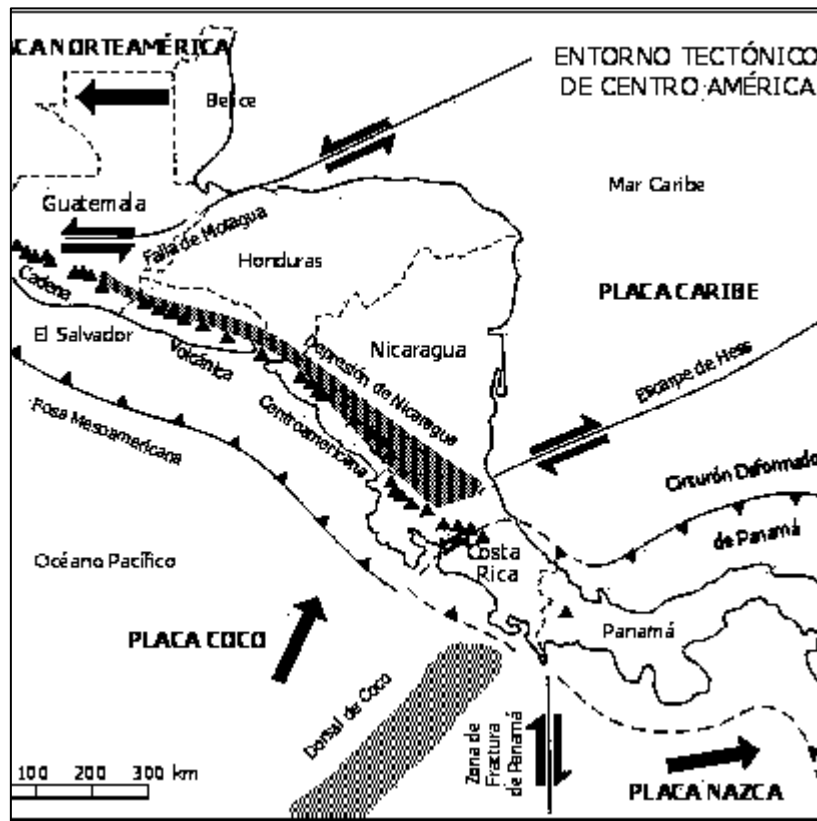 ACA NORTEAMÉRICA
ENTORNO TECTÓNICO
DE CENTRO AMÉRICA
Belice
Mar Caribe
Guatemala
Falla de Motagua
Honduras
PLACA CARIBE
Cadena
El Salvador
Volcánica
Depresión de Nicaragua
Nicaragua
Escarpe de Hess
Fosa Mesoamericana
Centroamericana
Cinturón Deformado
de Panamá
Océano Pacífico
Costa
Rica
Panamá
PLACA COCO
Dorsal de Coco
Zona de
Fractura
de Panamá
100 200 300 km
PLACA NAZCA